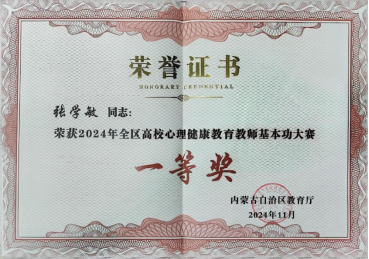 荣誉证书
HONORARY CREDENTIAL
张学敏 同志:
荣获2024年全区高校心理健康教育教师基本功大赛
一等奖
内蒙古自治区教育厅
2024年11月